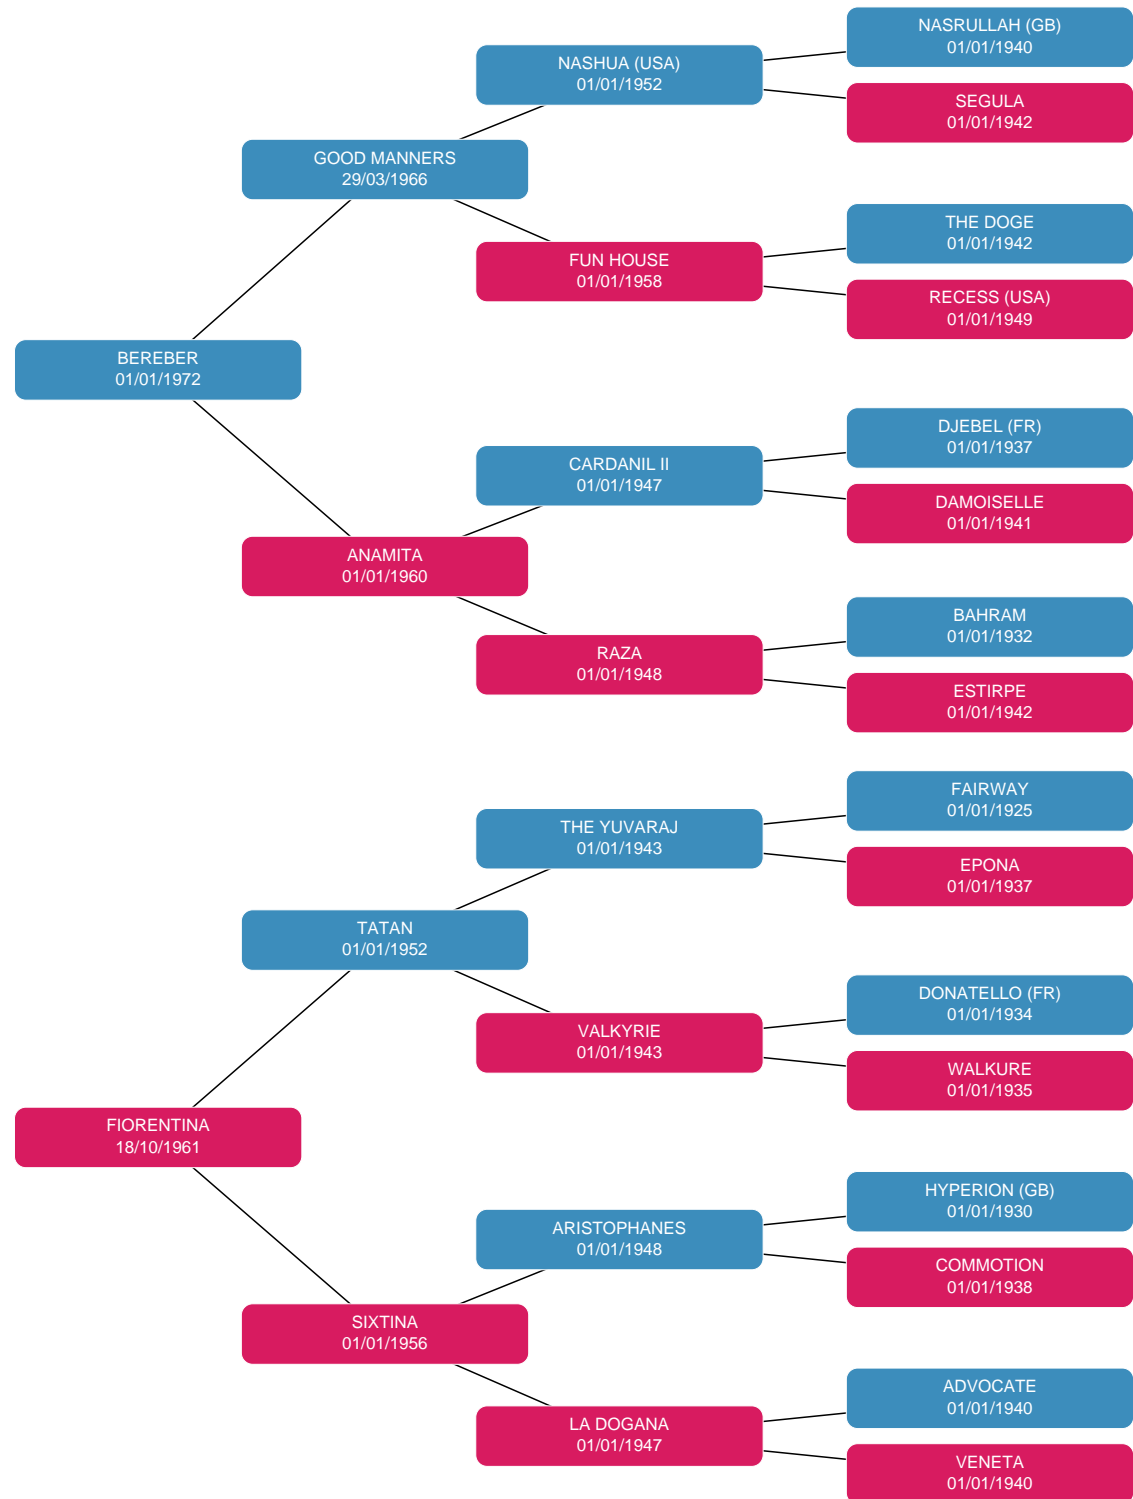 NASRULLAH (GB)
01/01/1940
NASHUA (USA)
01/01/1952
SEGULA
01/01/1942
GOOD MANNERS
29/03/1966
THE DOGE
01/01/1942
FUN HOUSE
01/01/1958
RECESS (USA)
01/01/1949
BEREBER
01/01/1972
DJEBEL (FR)
01/01/1937
CARDANIL II
01/01/1947
DAMOISELLE
01/01/1941
ANAMITA
01/01/1960
BAHRAM
01/01/1932
RAZA
01/01/1948
ESTIRPE
01/01/1942
FAIRWAY
01/01/1925
THE YUVARAJ
01/01/1943
EPONA
01/01/1937
TATAN
01/01/1952
DONATELLO (FR)
01/01/1934
VALKYRIE
01/01/1943
WALKURE
01/01/1935
FIORENTINA
18/10/1961
HYPERION (GB)
01/01/1930
ARISTOPHANES
01/01/1948
COMMOTION
01/01/1938
SIXTINA
01/01/1956
ADVOCATE
01/01/1940
LA DOGANA
01/01/1947
VENETA
01/01/1940